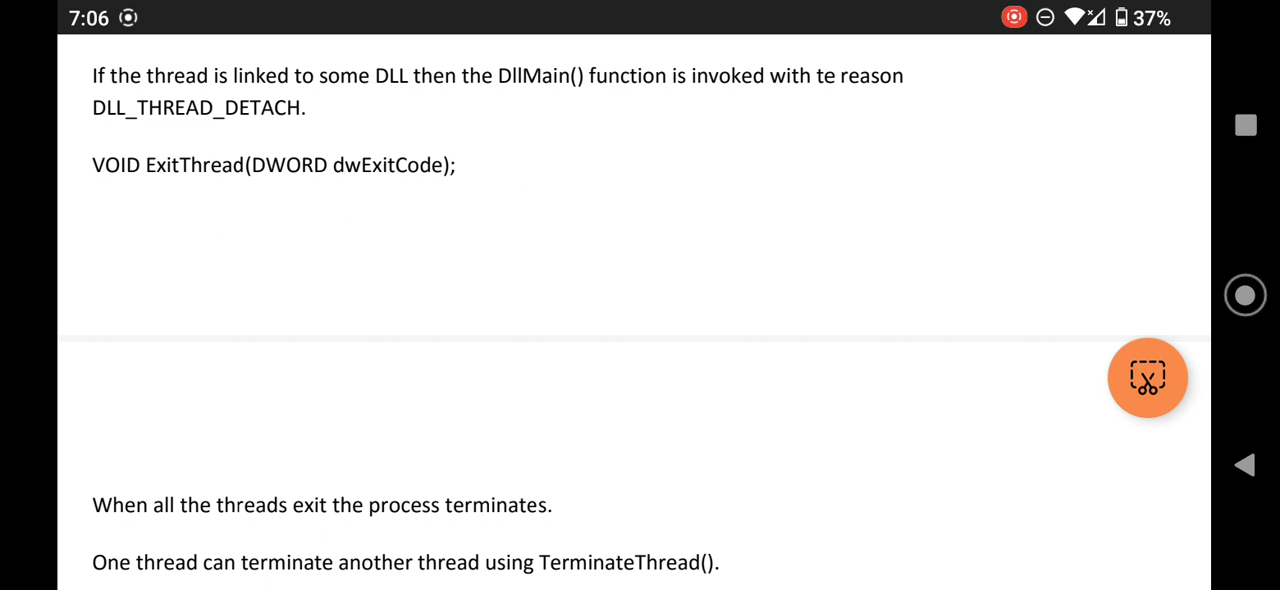 7:06
37%
If the thread is linked to some DLL then the DllMain() function is invoked with te reason
DLL_THREAD_DETACH.
VOID ExitThread(DWORD dwExitCode);
When all the threads exit the process terminates.
One thread can terminate another thread using TerminateThread().